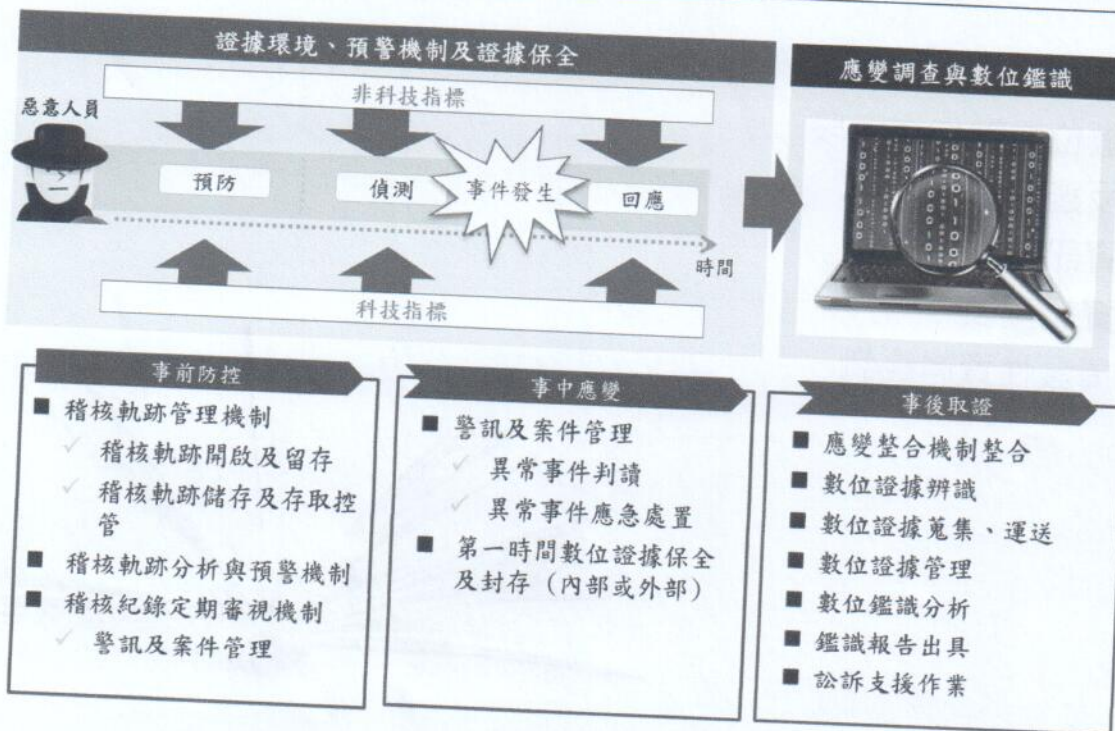 證據環境、預警機制及證據保全
應變調查與數位鑑識
非科技指標
惡意人員
預防
偵測
事件發生
回應
時間
科技指標
事前防控
■ 稽核軌跡管理機制
✓ 稽核軌跡開啟及留存
✓ 稽核軌跡儲存及存取控
管
■ 稽核軌跡分析與預警機制
■ 稽核紀錄定期審視機制
✓ 警訊及案件管理
事中應變
■ 警訊及案件管理
✓ 異常事件判讀
✓ 異常事件應急處置
■ 第一時間數位證據保全
及封存（內部或外部）
事後取證
■ 應變整合機制整合
■ 數位證據辨識
■ 數位證據蒐集、運送
■ 數位證據管理
■ 數位鑑識分析
■ 鑑識報告出具
■ 訟訴支援作業